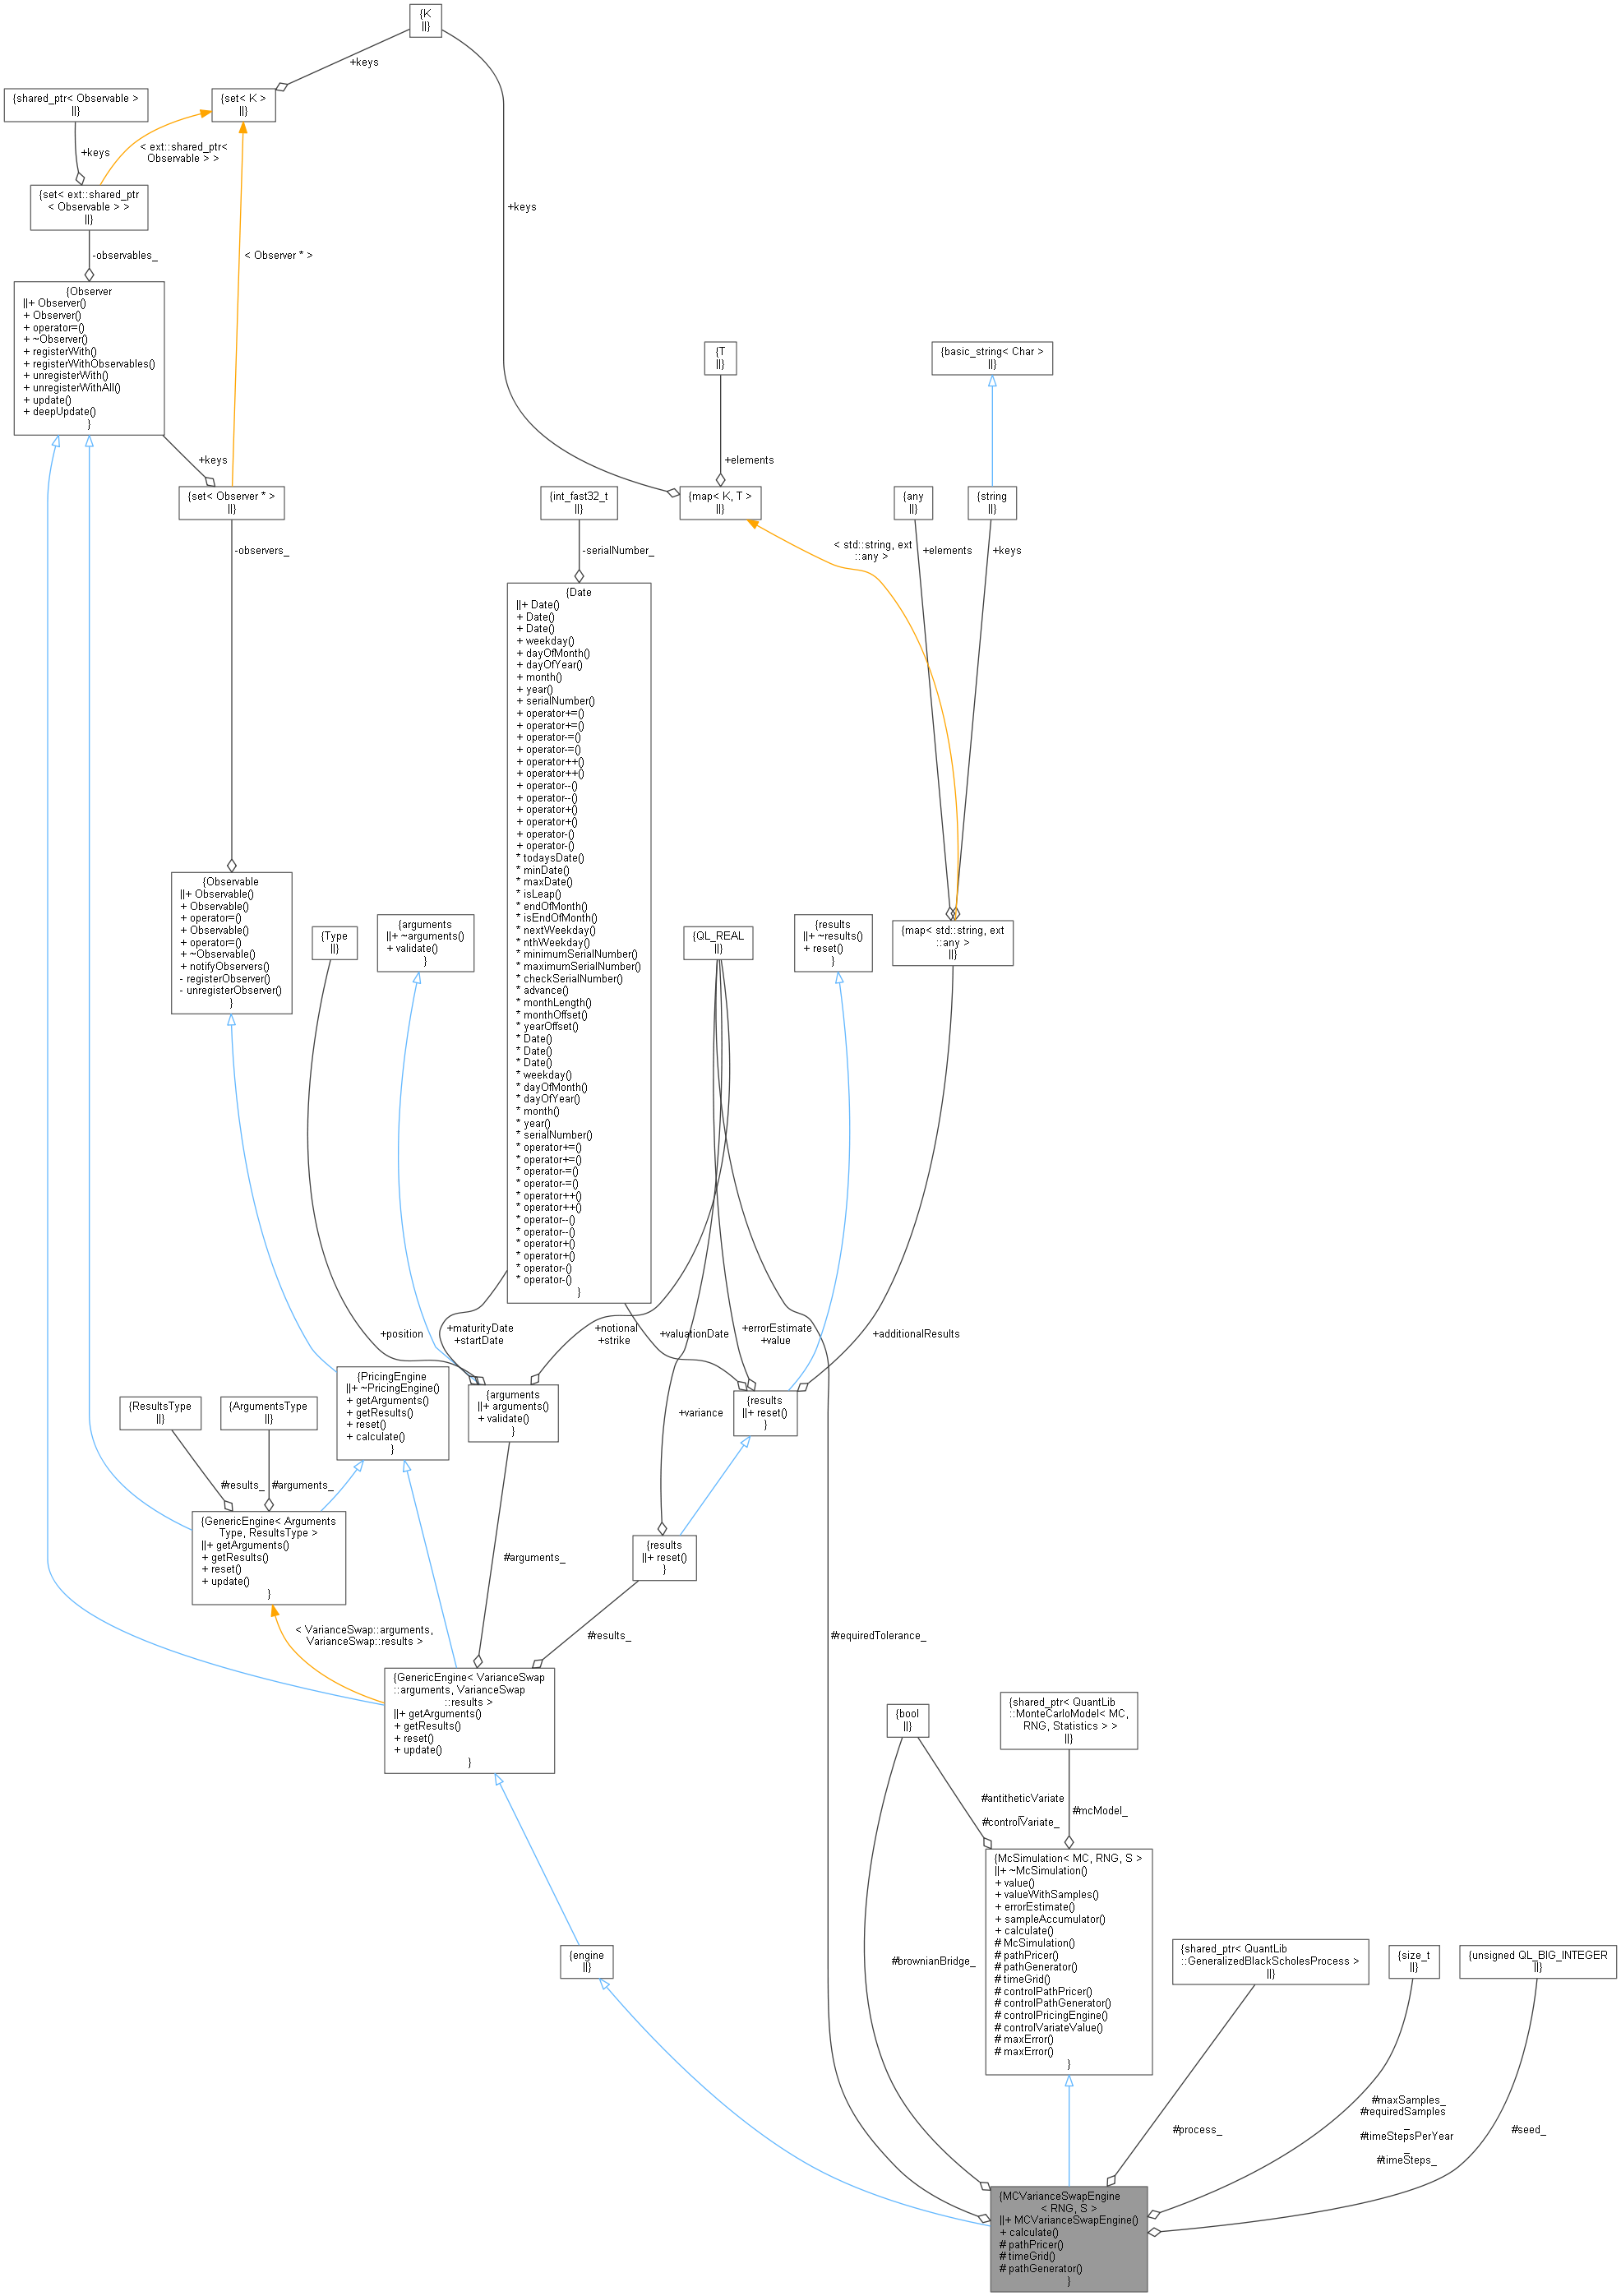 {K
||}
+keys
{shared_ptr< Observable >
||}
{set< K >
||}
+keys
< ext::shared_ptr<
Observable > >
{set< ext::shared_ptr
< Observable > >
||}
+keys
-observables_
< Observer * >
{Observer
||+ Observer()
+ Observer()
+ operator=()
+ ~Observer()
+ registerWith()
+ registerWithObservables()
+ unregisterWith()
+ unregisterWithAll()
+ update()
+ deepUpdate()
}
{T
||}
{basic_string< Char >
||}
+keys
+elements
{set< Observer * >
||}
{int_fast32_t
||}
{map< K, T >
||}
{any
||}
{string
||}
-observers_
-serialNumber_
< std::string, ext
::any >
+elements
+keys
{Date
||+ Date()
+ Date()
+ Date()
+ weekday()
+ dayOfMonth()
+ dayOfYear()
+ month()
+ year()
+ serialNumber()
+ operator+=()
+ operator+=()
+ operator-=()
+ operator-=()
+ operator++()
+ operator++()
+ operator--()
+ operator--()
+ operator+()
+ operator+()
+ operator-()
+ operator-()
* todaysDate()
* minDate()
* maxDate()
* isLeap()
* endOfMonth()
* isEndOfMonth()
* nextWeekday()
* nthWeekday()
* minimumSerialNumber()
* maximumSerialNumber()
* checkSerialNumber()
* advance()
* monthLength()
* monthOffset()
* yearOffset()
* Date()
* Date()
* Date()
* weekday()
* dayOfMonth()
* dayOfYear()
* month()
* year()
* serialNumber()
* operator+=()
* operator+=()
* operator-=()
* operator-=()
* operator++()
* operator++()
* operator--()
* operator--()
* operator+()
* operator+()
* operator-()
* operator-()
}
{Observable
||+ Observable()
+ Observable()
+ operator=()
+ Observable()
+ operator=()
+ ~Observable()
+ notifyObservers()
- registerObserver()
- unregisterObserver()
}
{Type
||}
{arguments
||+ ~arguments()
+ validate()
}
{QL_REAL
||}
{results
||+ ~results()
+ reset()
}
{map< std::string, ext
::any >
||}
+position
+maturityDate
+startDate
+notional
+strike
+valuationDate
+errorEstimate
+value
+additionalResults
{PricingEngine
||+ ~PricingEngine()
+ getArguments()
+ getResults()
+ reset()
+ calculate()
}
{ResultsType
||}
{ArgumentsType
||}
{arguments
||+ arguments()
+ validate()
}
+variance
{results
||+ reset()
}
#results_
#arguments_
{GenericEngine< Arguments
Type, ResultsType >
||+ getArguments()
+ getResults()
+ reset()
+ update()
}
#arguments_
{results
||+ reset()
}
< VarianceSwap::arguments,
VarianceSwap::results >
#results_
#requiredTolerance_
{GenericEngine< VarianceSwap
::arguments, VarianceSwap
::results >
||+ getArguments()
+ getResults()
+ reset()
+ update()
}
{bool
||}
{shared_ptr< QuantLib
::MonteCarloModel< MC,
RNG, Statistics > >
||}
#antitheticVariate
_
#controlVariate_
#mcModel_
{McSimulation< MC, RNG, S >
||+ ~McSimulation()
+ value()
+ valueWithSamples()
+ errorEstimate()
+ sampleAccumulator()
+ calculate()
# McSimulation()
# pathPricer()
# pathGenerator()
# timeGrid()
# controlPathPricer()
# controlPathGenerator()
# controlPricingEngine()
# controlVariateValue()
# maxError()
# maxError()
}
{engine
||}
#brownianBridge_
{shared_ptr< QuantLib
::GeneralizedBlackScholesProcess >
||}
{size_t
||}
{unsigned QL_BIG_INTEGER
||}
#process_
#maxSamples_
#requiredSamples
_
#timeStepsPerYear
_
#timeSteps_
#seed_
{MCVarianceSwapEngine
< RNG, S >
||+ MCVarianceSwapEngine()
+ calculate()
# pathPricer()
# timeGrid()
# pathGenerator()
}